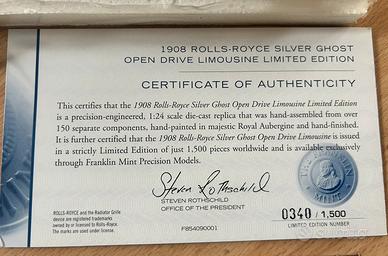 1908 ROLLS-ROYCE SILVER GHOST
OPEN DRIVE LIMOUSINE LIMITED EDITION
CERTIFICATE OF AUTHENTICITY
This certifies that the 1908 Rolls-Royce Silver Ghost Open Drive Limousine Limited Edition
is a precision-engineered, 1:24 scale die-cast replica that was hand-assembled from over
150 separate components, hand-painted in majestic Royal Aubergine and hand-finished.
It is further certified that the 1908 Rolls-Royce Silver Ghost Open Drive Limousine is issued
in a strictly Limited Edition of just 1,500 pieces worldwide and is available exclusively
through Franklin Mint Precision Models.
THE FRANKLIN
MINT
Steven Rothschild
STEVEN ROTHSCHILD
OFFICE OF THE PRESIDENT
ROLLS-ROYCE and the Radiator Grille
device are registered trademarks
owned by or licensed to Rolls-Royce.
The marks are used under license.
F854090001
0340 / 1,500
LIMITED EDITION NUMBER